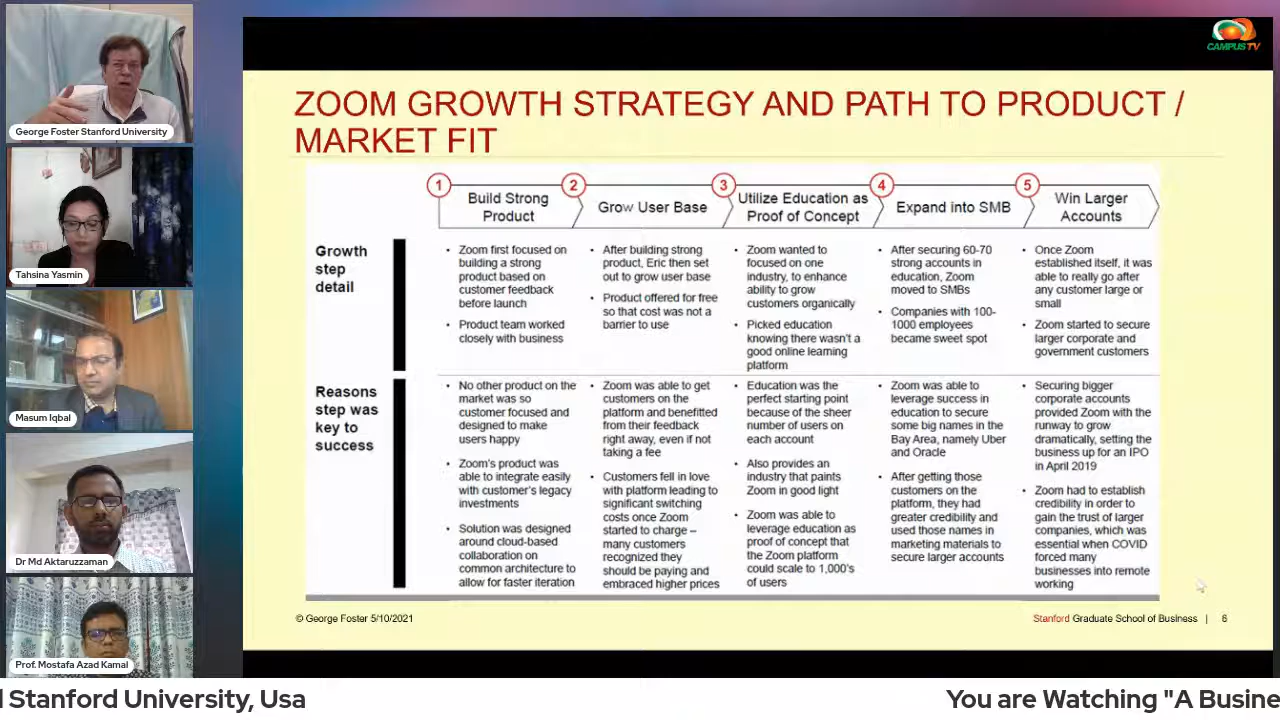 George Foster Stanford University
Tahsina Yasmin
Masum Iqbal
Dr Md Aktaruzzaman
Prof. Mostafa Azad Kamal
CAMPUS TV
ZOOM GROWTH STRATEGY AND PATH TO PRODUCT /
MARKET FIT
1
Build Strong
Product
2
Grow User Base
3
Utilize Education as
Proof of Concept
4
Expand into SMB
5
Win Larger
Accounts
Growth
step
detail
• Zoom first focused on
building a strong
product based on
customer feedback
before launch
• Product team worked
closely with business
• After building strong
product, Eric then set
out to grow user base
• Product offered for free
so that cost was not a
barrier to use
• Zoom wanted to
focused on one
industry, to enhance
ability to grow
customers organically
• Picked education
knowing there wasn't a
good online learning
platform
• After securing 60-70
strong accounts in
education, Zoom
moved to SMBs
• Companies with 100-
1000 employees
became sweet spot
• Once Zoom
established itself, it was
able to really go after
any customer large or
small
• Zoom started to secure
larger corporate and
government customers
Reasons
step was
key to
success
• No other product on the
market was so
customer focused and
designed to make
users happy
• Zoom's product was
able to integrate easily
with customer's legacy
investments
• Solution was designed
around cloud-based
collaboration on
common architecture to
allow for faster iteration
• Zoom was able to get
customers on the
platform and benefitted
from their feedback
right away, even if not
taking a fee
• Customers fell in love
with platform leading to
significant switching
costs once Zoom
started to charge –
many customers
recognized they
should be paying and
embraced higher prices
• Education was the
perfect starting point
because of the sheer
number of users on
each account
• Also provides an
industry that paints
Zoom in good light
• Zoom was able to
leverage education as
proof of concept that
the Zoom platform
could scale to 1,000's
of users
• Zoom was able to
leverage success in
education to secure
some big names in the
Bay Area, namely Uber
and Oracle
• After getting those
customers on the
platform, they had
greater credibility and
used those names in
marketing materials to
secure larger accounts
• Securing bigger
corporate accounts
provided Zoom with the
runway to grow
dramatically, setting the
business up for an IPO
in April 2019
• Zoom had to establish
credibility in order to
gain the trust of larger
companies, which was
essential when COVID
forced many
businesses into remote
working
© George Foster 5/10/2021
Stanford Graduate School of Business | 6
Stanford University, Usa
You are Watching "A Busine